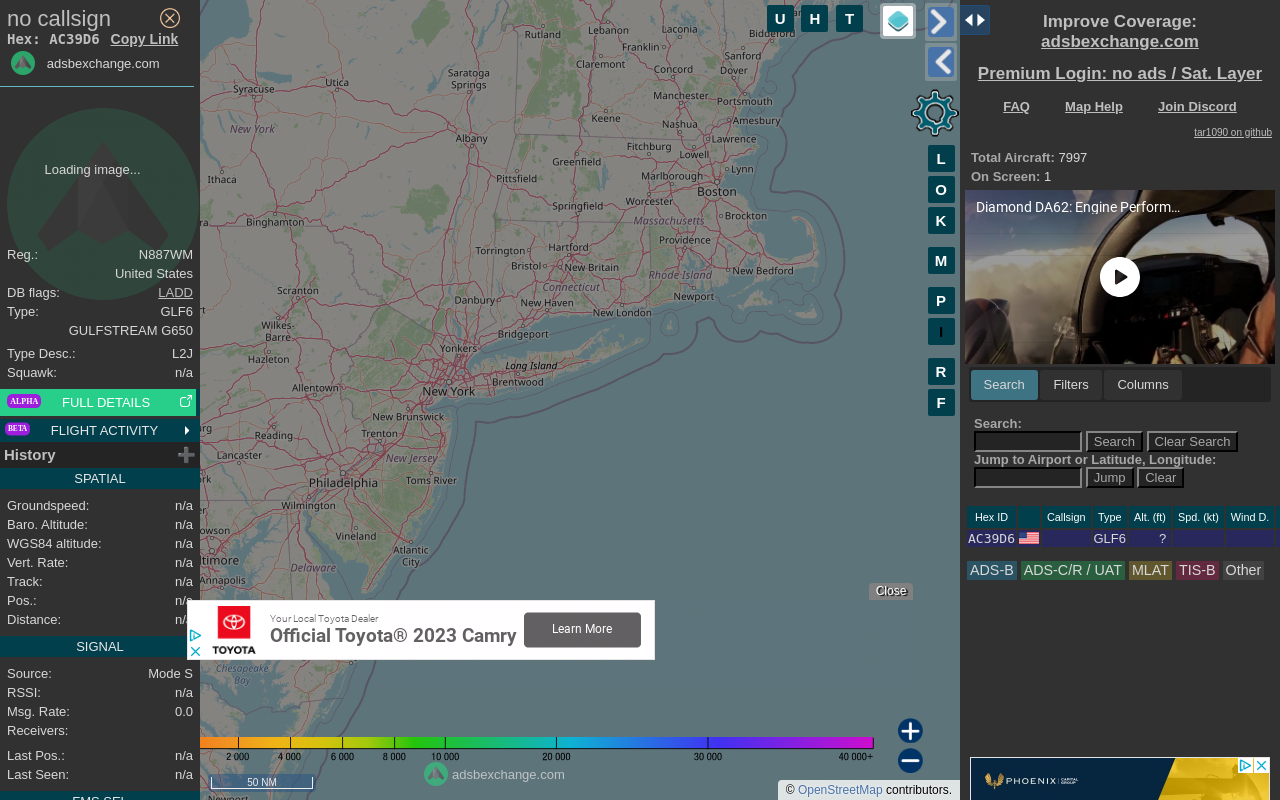 no callsign
Hex: AC39D6 Copy Link
adsbexchange.com
Loading image...
Reg.: N887WM
United States
DB flags: LADD
Type: GLF6
GULFSTREAM G650
Type Desc.: L2J
Squawk: n/a
ALPHA FULL DETAILS
BETA FLIGHT ACTIVITY
History
SPATIAL
Groundspeed: n/a
Baro. Altitude: n/a
WGS84 altitude: n/a
Vert. Rate: n/a
Track: n/a
Pos.: n/a
Distance: n/a
SIGNAL
Source: Mode S
RSSI: n/a
Msg. Rate: 0.0
Receivers:
Last Pos.: n/a
Last Seen: n/a
FMS SEL
U H T
L
O
K
M
P
I
R
F
Rutland
Lebanon
Laconia
Biddeford
Franklin
Sanford
Claremont
Concord
Dover
Saratoga
Springs
Utica
Syracuse
Manchester
Portsmouth
Keene
Nashua
Amesbury
New York
Albany
Fitchburg
Lawrence
Greenfield
Lowell
Lynn
Ithaca
Pittsfield
Marlborough
Boston
Worcester
Springfield
Massachusetts
Brockton
Binghamton
Torrington
Hartford
Providence
Bristol
New Britain
Rhode Island
New Bedford
Connecticut
Newport
Scranton
Danbury
New Haven
New London
Wilkes-
Barre
Bridgeport
Yonkers
Hazleton
Long Island
Brentwood
Allentown
New York
New Brunswick
Reading
Trenton
Lancaster
New Jersey
Toms River
Philadelphia
Wilmington
Vineland
Atlantic
City
Annapolis
Delaware
Chesapeake
Bay
Close
Your Local Toyota Dealer
Official Toyota® 2023 Camry
TOYOTA
Learn More
2 000 4 000 6 000 8 000 10 000 20 000 30 000 40 000+
50 NM
adsbexchange.com
© OpenStreetMap contributors.
Improve Coverage:
adsbexchange.com
Premium Login: no ads / Sat. Layer
FAQ Map Help Join Discord
tar1090 on github
Total Aircraft: 7997
On Screen: 1
Diamond DA62: Engine Perform...
Search Filters Columns
Search:
Search Clear Search
Jump to Airport or Latitude, Longitude:
Jump Clear
Hex ID Callsign Type Alt. (ft) Spd. (kt) Wind D.
AC39D6 GLF6 ?
ADS-B ADS-C/R / UAT MLAT TIS-B Other
PHOENIX CAPITAL GROUP